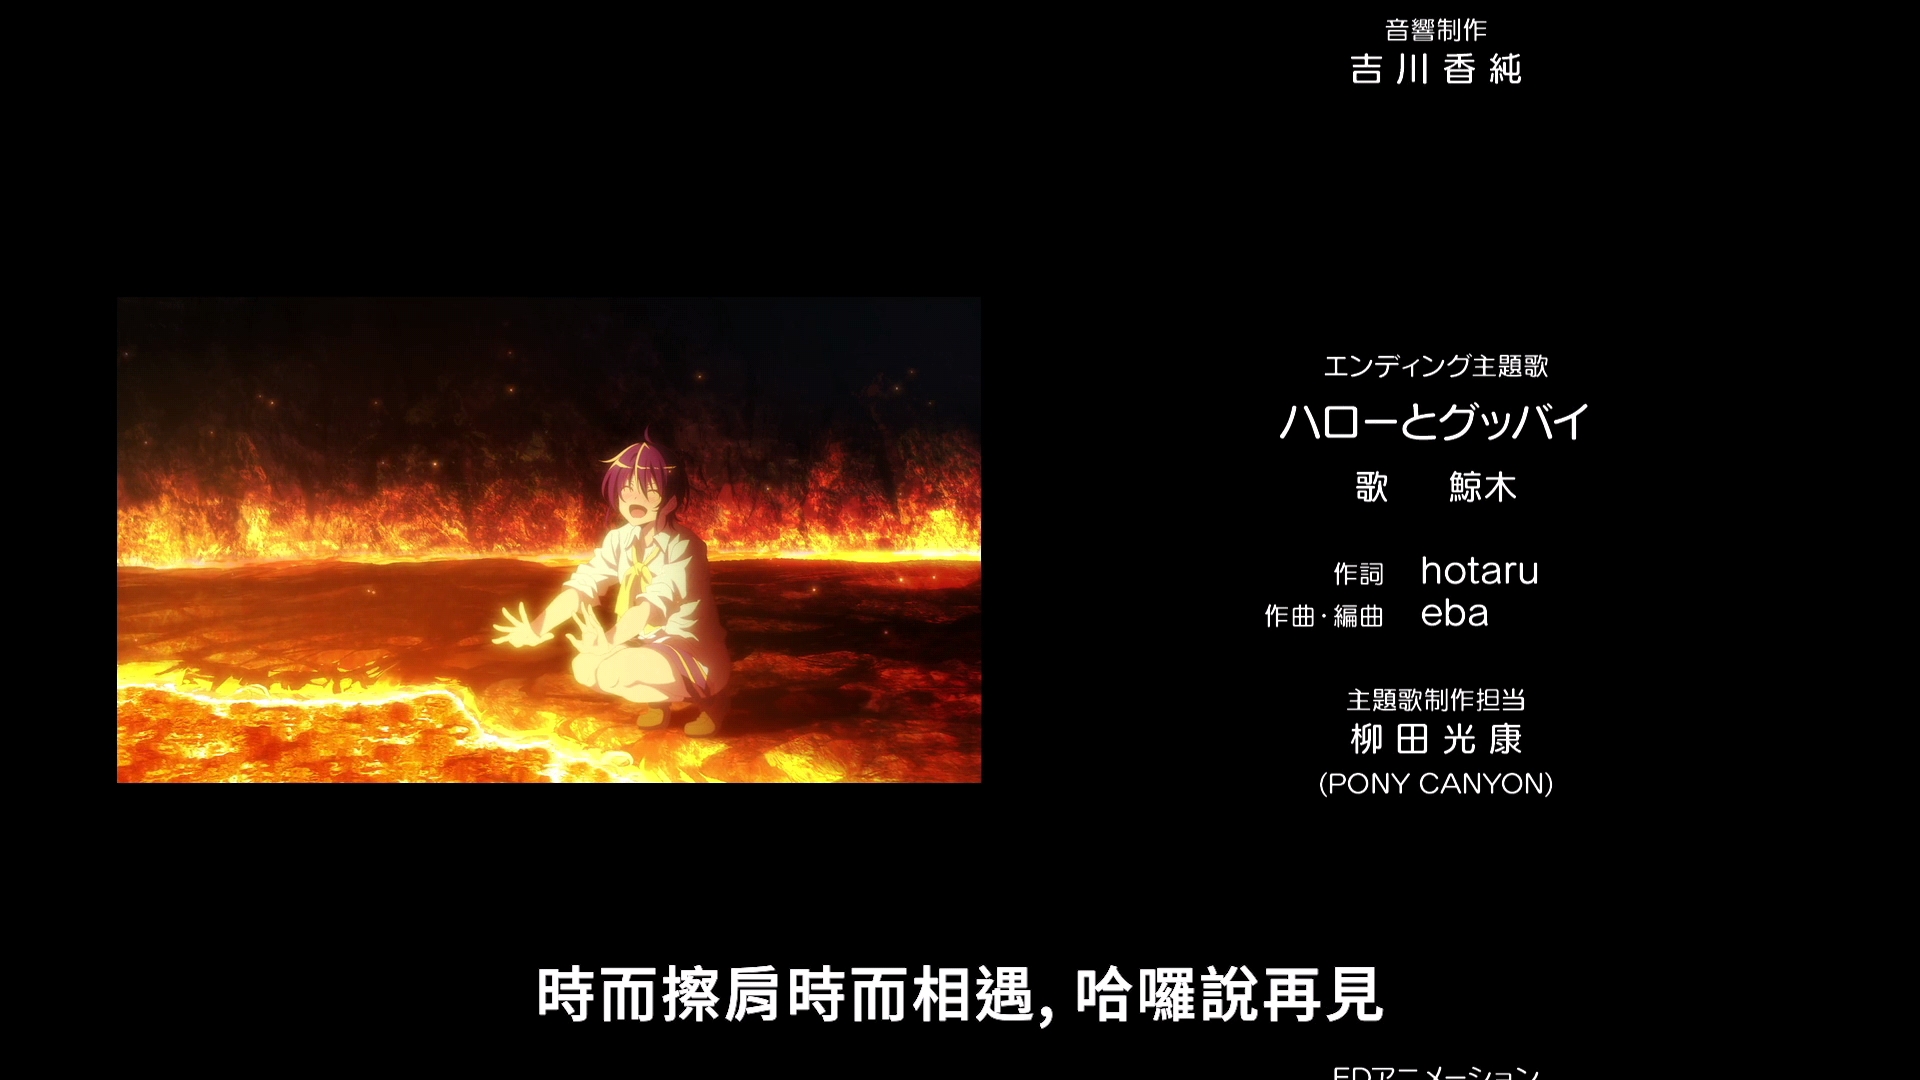 音響制作
吉川香純
エンディング主題歌
ハローとグッバイ
歌 鯨木
作詞 hotaru
作曲・編曲 eba
主題歌制作担当
柳田光康
(PONY CANYON)
時而擦肩時而相遇, 哈囉說再見
EDアニメーション